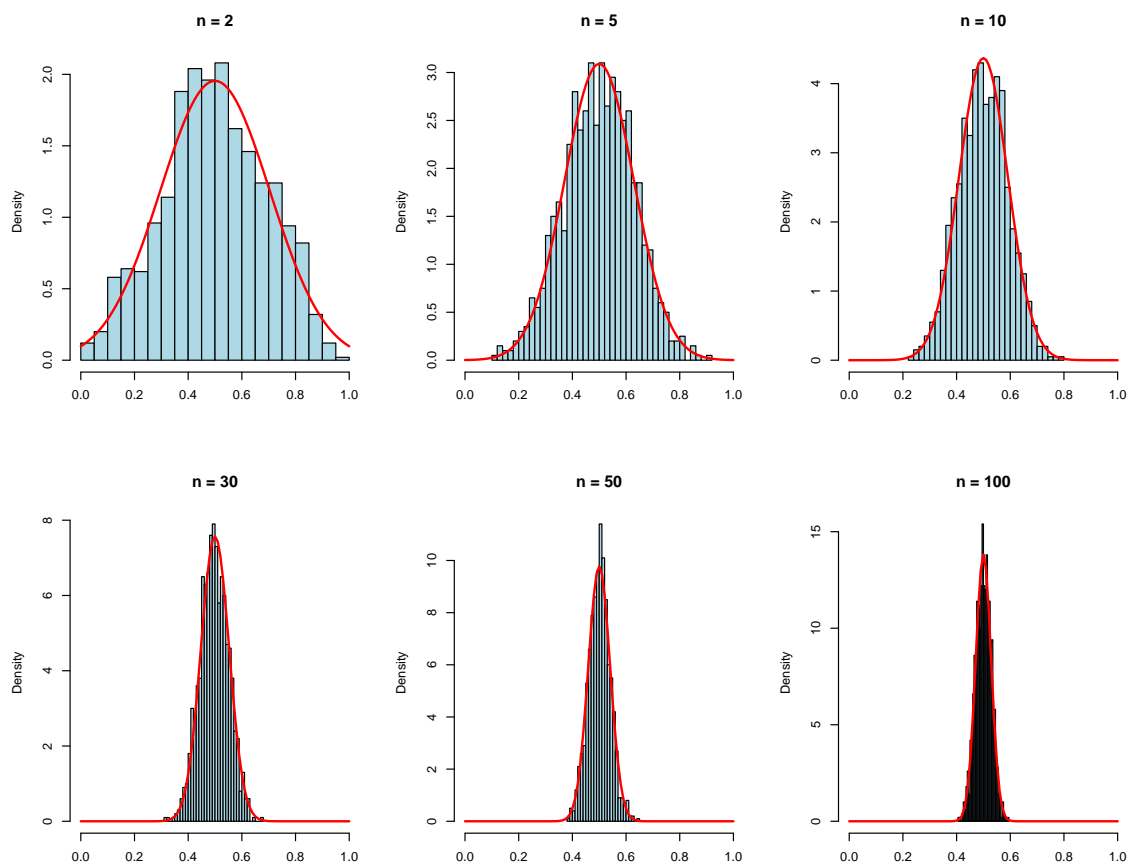 n = 2
Density
0.0 0.5 1.0 1.5 2.0
0.0 0.2 0.4 0.6 0.8 1.0
n = 5
Density
0.0 0.5 1.0 1.5 2.0 2.5 3.0
0.0 0.2 0.4 0.6 0.8 1.0
n = 10
Density
0 1 2 3 4
0.0 0.2 0.4 0.6 0.8 1.0
n = 30
Density
0 2 4 6 8
0.0 0.2 0.4 0.6 0.8 1.0
n = 50
Density
0 2 4 6 8 10
0.0 0.2 0.4 0.6 0.8 1.0
n = 100
Density
0 5 10 15
0.0 0.2 0.4 0.6 0.8 1.0